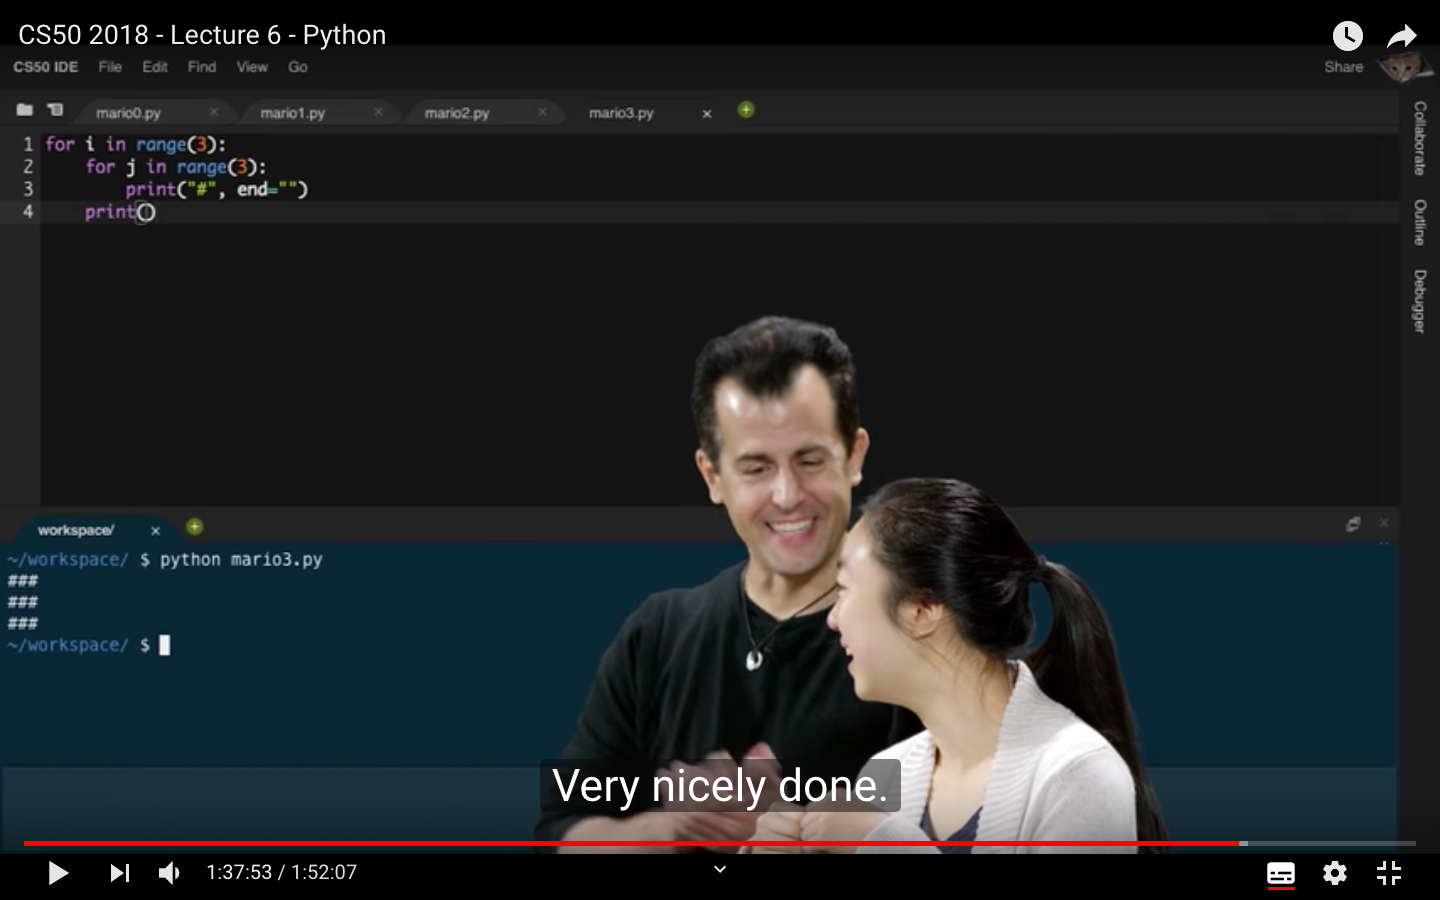 CS50 2018 - Lecture 6 - Python
CS50 IDE File Edit Find View Go
Share
mario0.py mario1.py mario2.py mario3.py
1 for i in range(3):
2     for j in range(3):
3         print("#", end="")
4     print()
Collaborate
Outline
Debugger
workspace/
~/workspace/ $ python mario3.py
###
###
###
~/workspace/ $
Very nicely done.
1:37:53 / 1:52:07